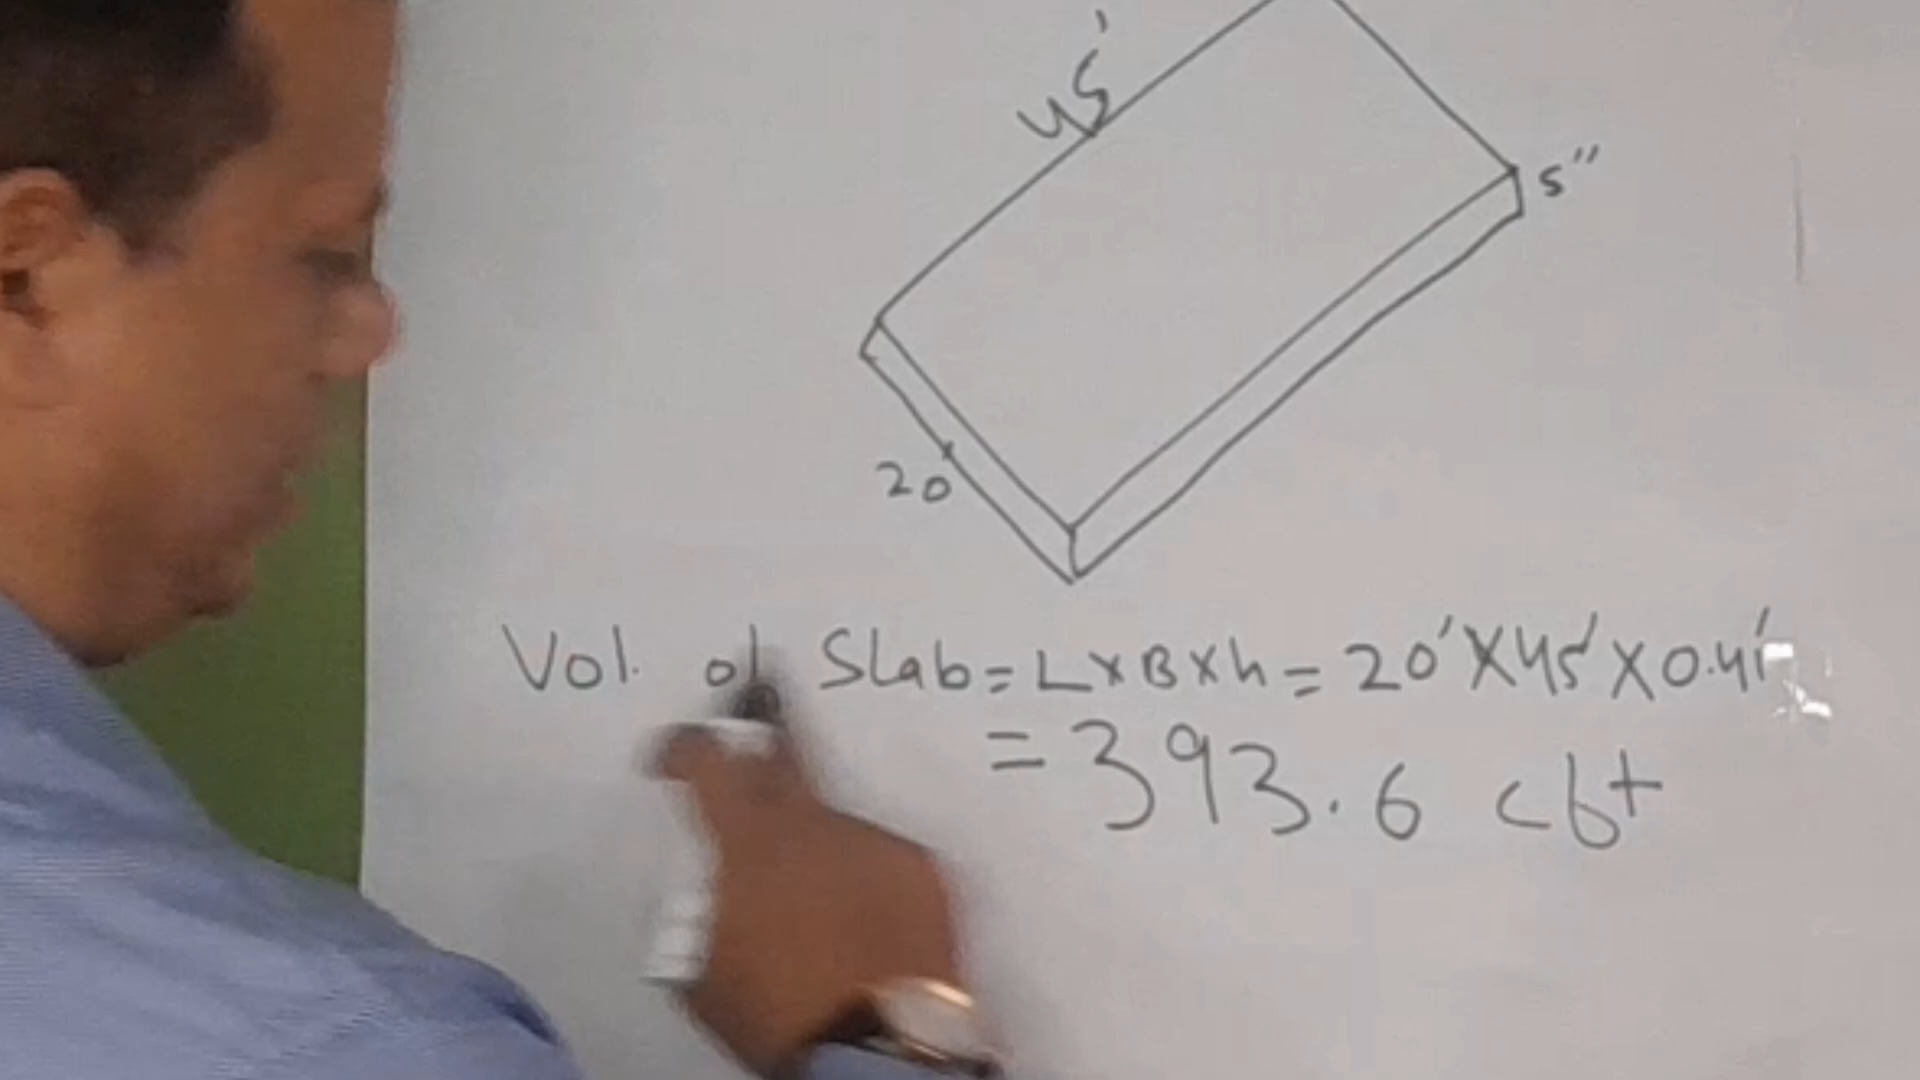 45'
5"
20
Vol. of Slab = L x B x h = 20' X 45' X 0.41'
= 393.6 cft